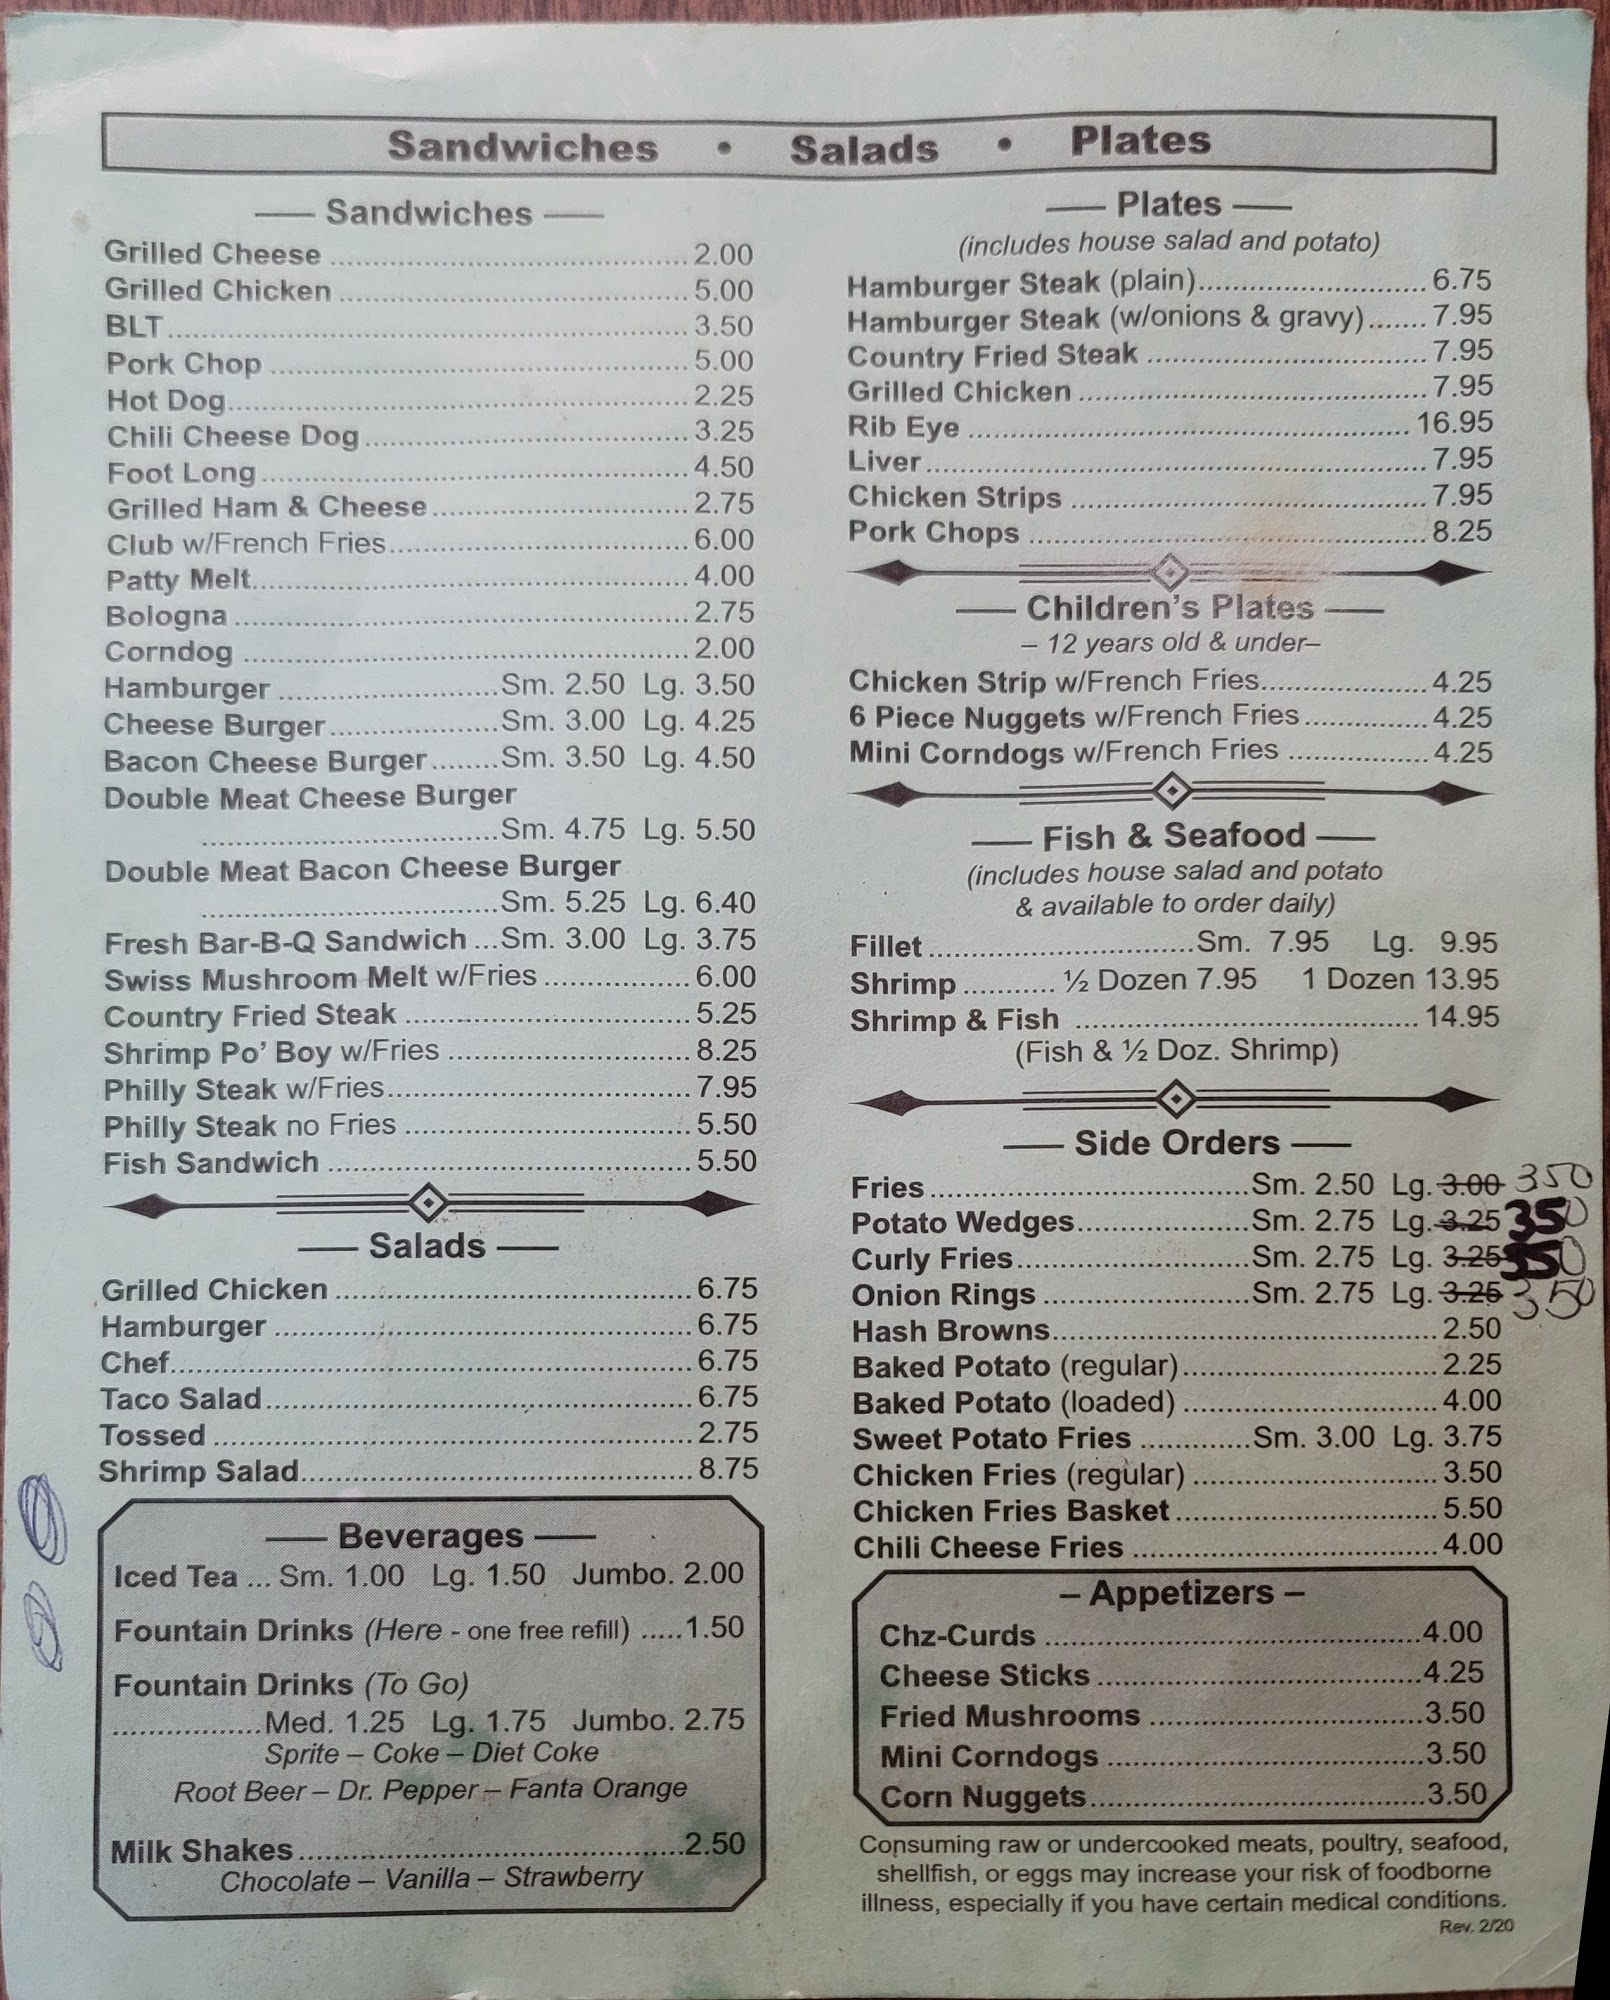 Sandwiches • Salads • Plates
Sandwiches
Grilled Cheese 2.00
Grilled Chicken 5.00
BLT 3.50
Pork Chop 5.00
Hot Dog 2.25
Chili Cheese Dog 3.25
Foot Long 4.50
Grilled Ham & Cheese 2.75
Club w/French Fries 6.00
Patty Melt 4.00
Bologna 2.75
Corndog 2.00
Hamburger Sm. 2.50 Lg. 3.50
Cheese Burger Sm. 3.00 Lg. 4.25
Bacon Cheese Burger Sm. 3.50 Lg. 4.50
Double Meat Cheese Burger
Sm. 4.75 Lg. 5.50
Double Meat Bacon Cheese Burger
Sm. 5.25 Lg. 6.40
Fresh Bar-B-Q Sandwich Sm. 3.00 Lg. 3.75
Swiss Mushroom Melt w/Fries 6.00
Country Fried Steak 5.25
Shrimp Po' Boy w/Fries 8.25
Philly Steak w/Fries 7.95
Philly Steak no Fries 5.50
Fish Sandwich 5.50
Salads
Grilled Chicken 6.75
Hamburger 6.75
Chef 6.75
Taco Salad 6.75
Tossed 2.75
Shrimp Salad 8.75
Beverages
Iced Tea ... Sm. 1.00 Lg. 1.50 Jumbo. 2.00
Fountain Drinks (Here - one free refill) 1.50
Fountain Drinks (To Go)
Med. 1.25 Lg. 1.75 Jumbo. 2.75
Sprite – Coke – Diet Coke
Root Beer – Dr. Pepper – Fanta Orange
Milk Shakes 2.50
Chocolate – Vanilla – Strawberry
Plates
(includes house salad and potato)
Hamburger Steak (plain) 6.75
Hamburger Steak (w/onions & gravy) 7.95
Country Fried Steak 7.95
Grilled Chicken 7.95
Rib Eye 16.95
Liver 7.95
Chicken Strips 7.95
Pork Chops 8.25
Children's Plates
– 12 years old & under–
Chicken Strip w/French Fries 4.25
6 Piece Nuggets w/French Fries 4.25
Mini Corndogs w/French Fries 4.25
Fish & Seafood
(includes house salad and potato
& available to order daily)
Fillet Sm. 7.95 Lg. 9.95
Shrimp ½ Dozen 7.95 1 Dozen 13.95
Shrimp & Fish 14.95
(Fish & ½ Doz. Shrimp)
Side Orders
Fries Sm. 2.50 Lg. 3.00 350
Potato Wedges Sm. 2.75 Lg. 3.25 350
Curly Fries Sm. 2.75 Lg. 3.25 350
Onion Rings Sm. 2.75 Lg. 3.25 3.50
Hash Browns 2.50
Baked Potato (regular) 2.25
Baked Potato (loaded) 4.00
Sweet Potato Fries Sm. 3.00 Lg. 3.75
Chicken Fries (regular) 3.50
Chicken Fries Basket 5.50
Chili Cheese Fries 4.00
– Appetizers –
Chz-Curds 4.00
Cheese Sticks 4.25
Fried Mushrooms 3.50
Mini Corndogs 3.50
Corn Nuggets 3.50
Consuming raw or undercooked meats, poultry, seafood,
shellfish, or eggs may increase your risk of foodborne
illness, especially if you have certain medical conditions.
Rev. 2/20